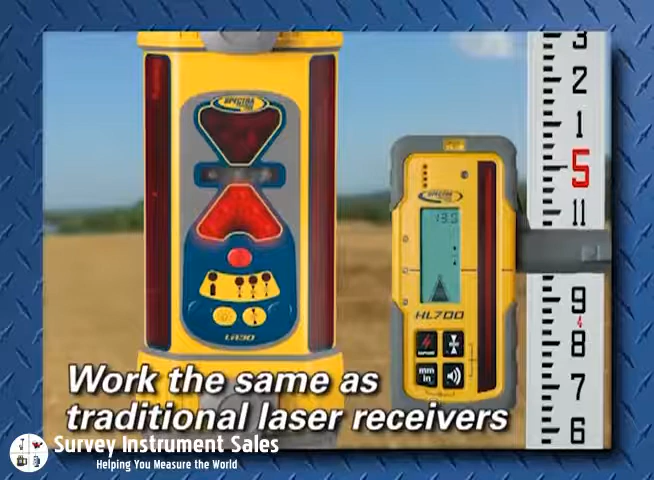 3
2
1
5
11
9
4
8
7
6
SPECTRA
SPECTRA
13.5
LR30
HL700
mm
in
Work the same as
traditional laser receivers
Survey Instrument Sales
Helping You Measure the World